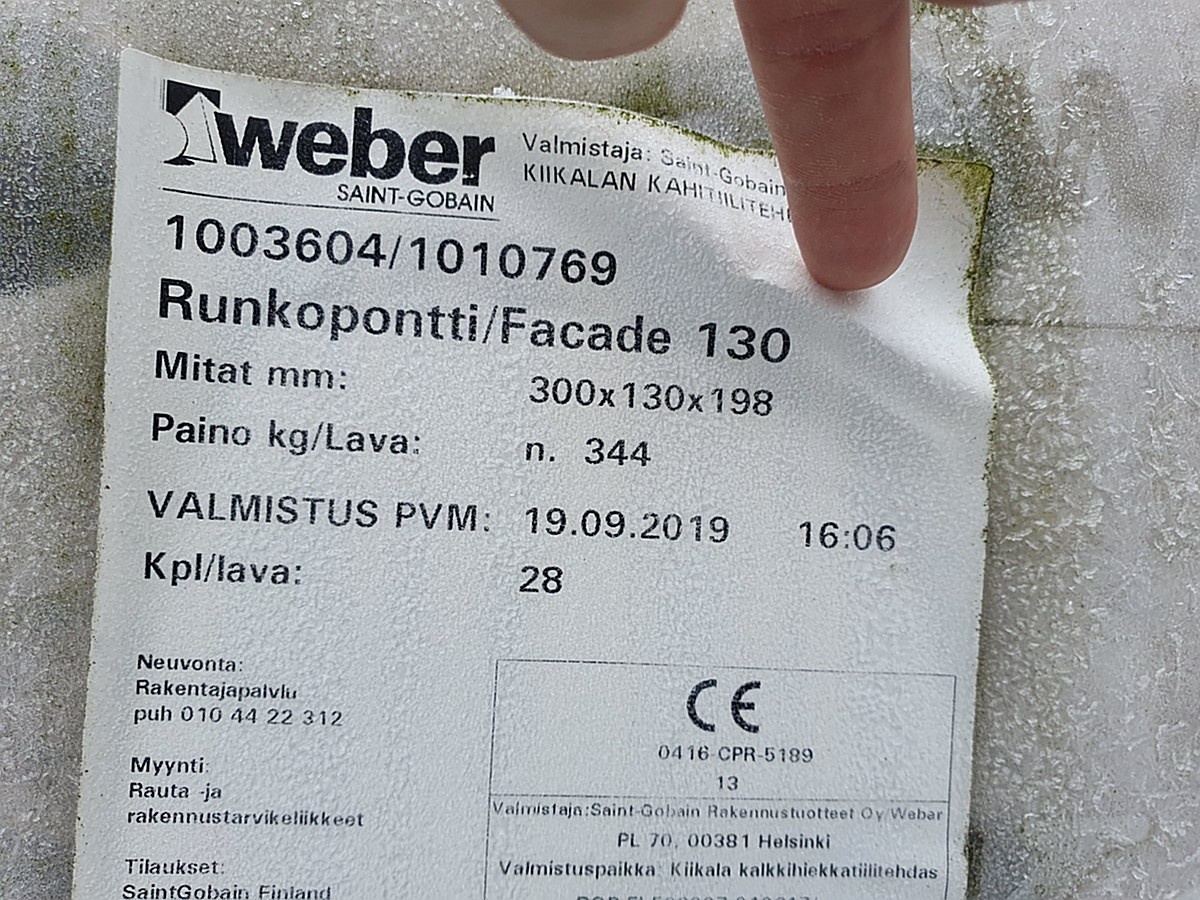 weber
SAINT-GOBAIN
Valmistaja: Saint-Gobain
KIIKALAN KAHITIILITEH
1003604/1010769
Runkopontti/Facade 130
Mitat mm: 300x130x198
Paino kg/Lava: n. 344
VALMISTUS PVM: 19.09.2019 16:06
Kpl/lava: 28
Neuvonta:
Rakentajapalvlu
puh 010 44 22 312
Myynti:
Rauta -ja
rakennustarvikeliikkeet
Tilaukset:
SaintGobain Finland
CE
0416-CPR-5189
13
Valmistaja:Saint-Gobain Rakennustuotteet Oy Weber
PL 70, 00381 Helsinki
Valmistuspaikka: Kiikala kalkkihiekkatiilitehdas